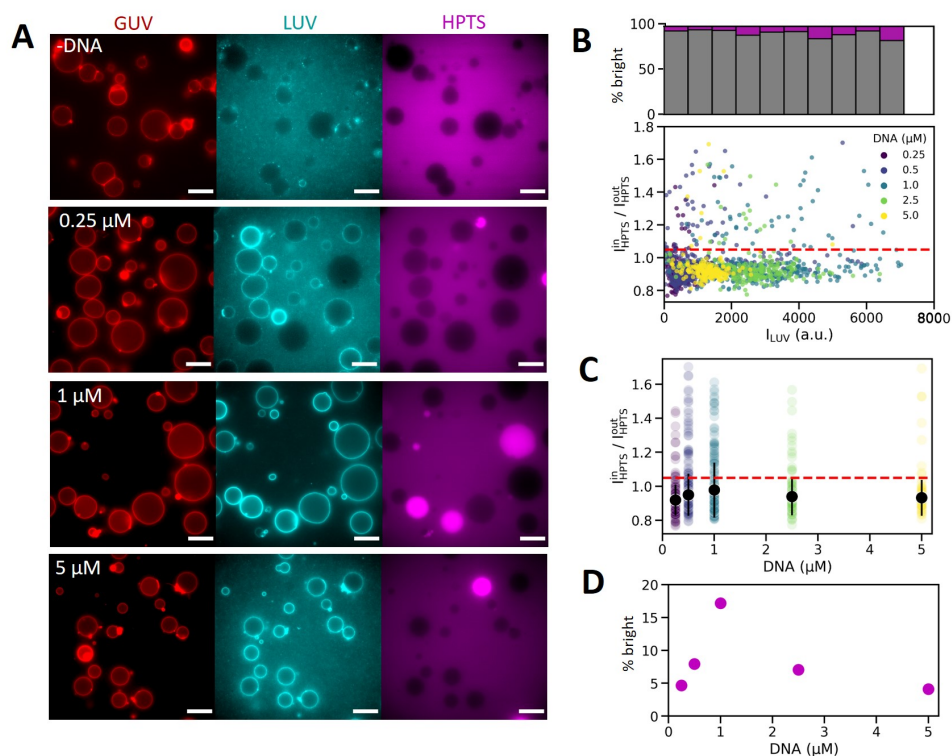 A
GUV LUV HPTS
-DNA
0.25 µM
1 µM
5 µM
B
% bright
100
50
0
I^in_HPTS / I^out_HPTS
1.8
1.6
1.4
1.2
1.0
0.8
DNA (µM)
0.25
0.5
1.0
2.5
5.0
0 2000 4000 6000 8000
I_LUV (a.u.)
C
I^in_HPTS / I^out_HPTS
1.6
1.4
1.2
1.0
0.8
0 1 2 3 4 5
DNA (µM)
D
% bright
20
15
10
5
0
0 1 2 3 4 5
DNA (µM)